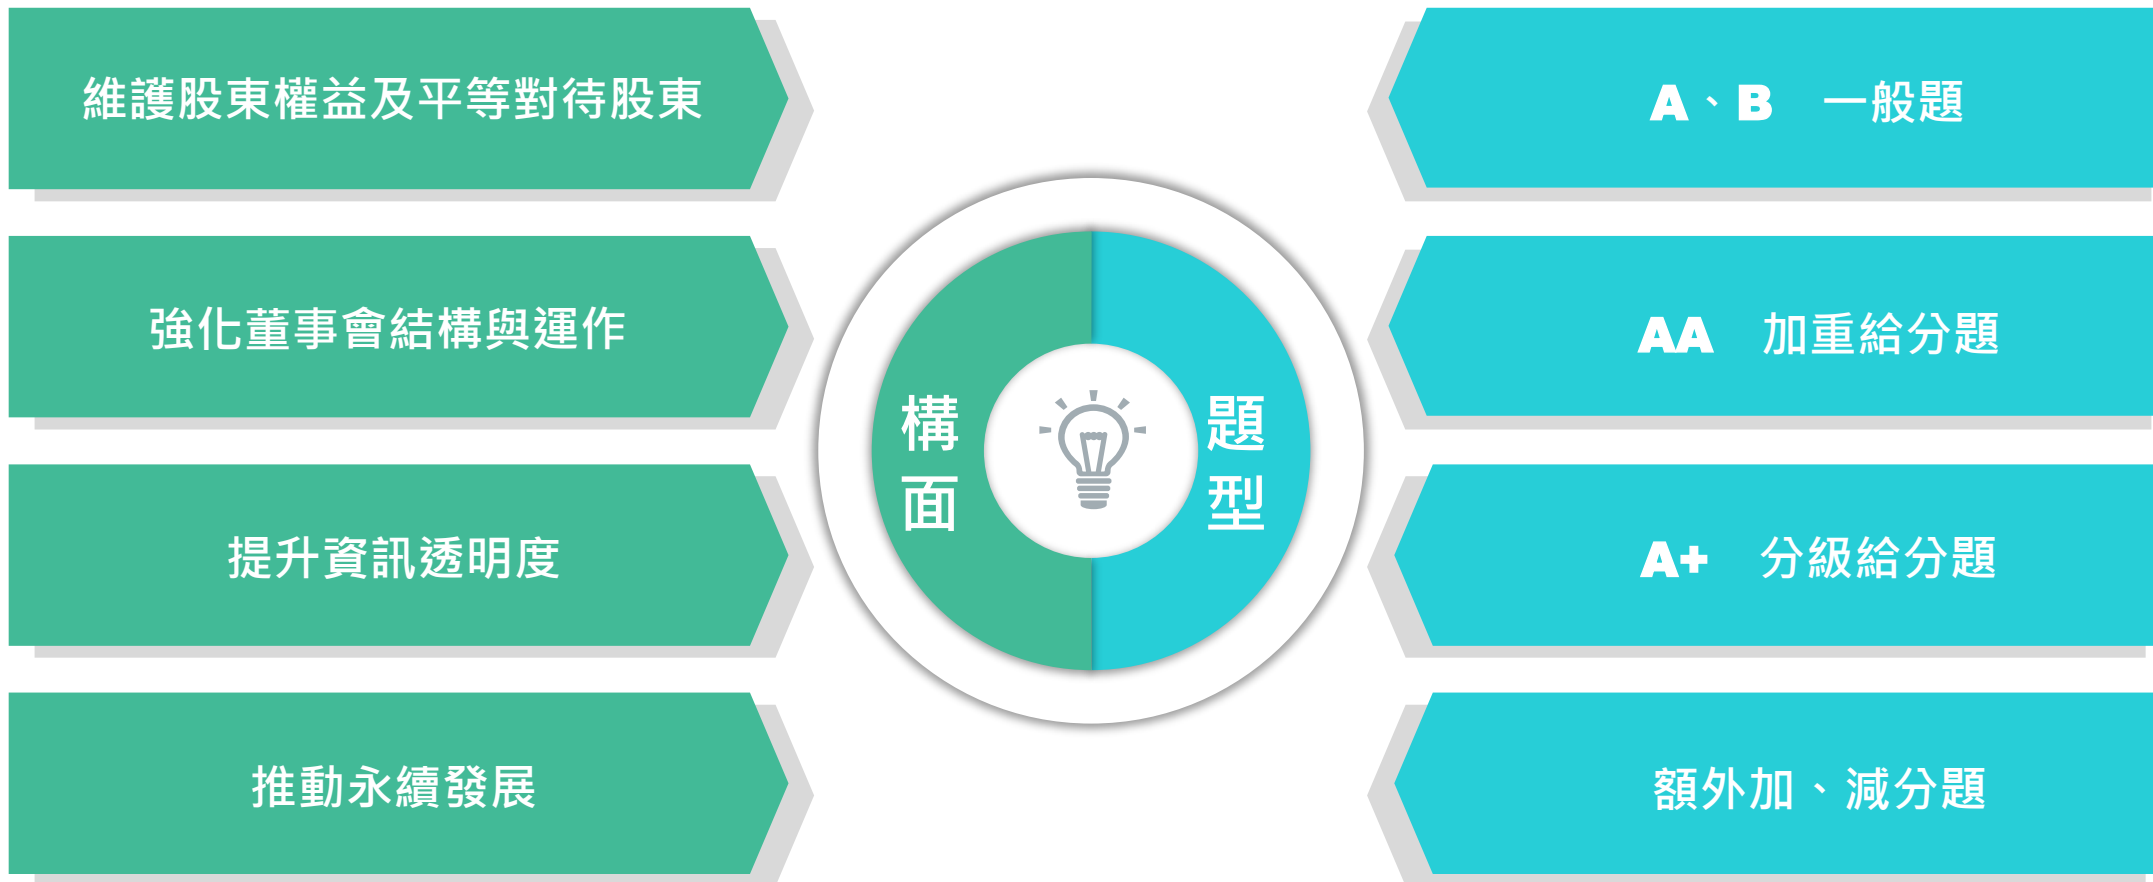 維護股東權益及平等對待股東
強化董事會結構與運作
提升資訊透明度
推動永續發展
構
面
題
型
A、B 一般題
AA 加重給分題
A+ 分級給分題
額外加、減分題